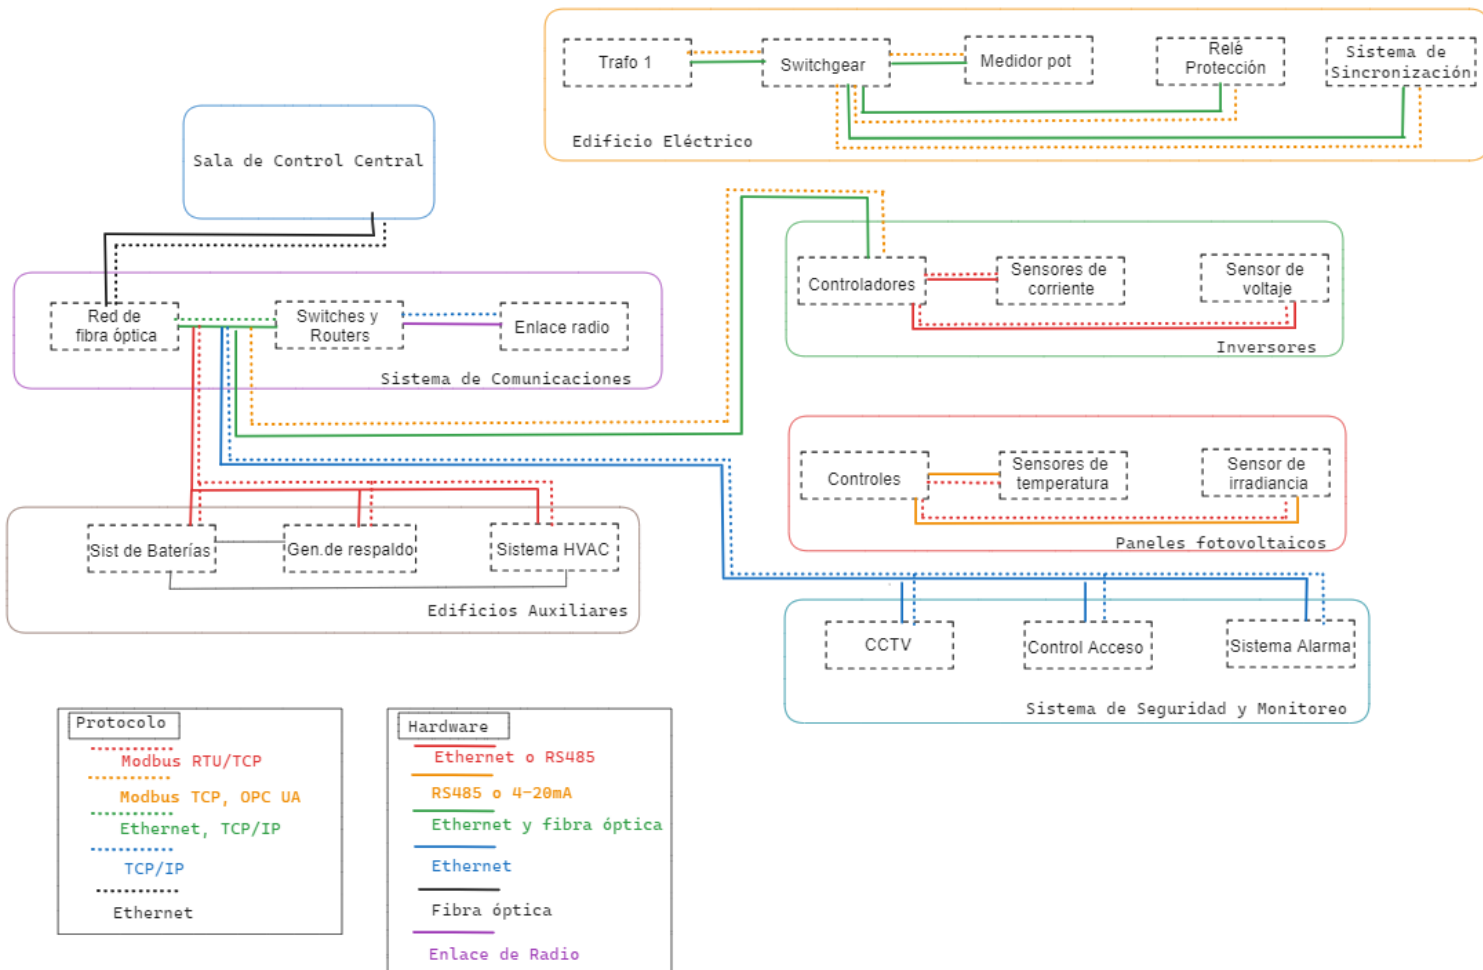 Trafo 1
Switchgear
Medidor pot
Relé
Protección
Sistema de
Sincronización
Edificio Eléctrico
Sala de Control Central
Red de
fibra óptica
Switches y
Routers
Enlace radio
Sistema de Comunicaciones
Controladores
Sensores de
corriente
Sensor de
voltaje
Inversores
Controles
Sensores de
temperatura
Sensor de
irradiancia
Paneles fotovoltaicos
Sist de Baterías
Gen.de respaldo
Sistema HVAC
Edificios Auxiliares
CCTV
Control Acceso
Sistema Alarma
Sistema de Seguridad y Monitoreo
Protocolo
Modbus RTU/TCP
Modbus TCP, OPC UA
Ethernet, TCP/IP
TCP/IP
Ethernet
Hardware
Ethernet o RS485
RS485 o 4-20mA
Ethernet y fibra óptica
Ethernet
Fibra óptica
Enlace de Radio